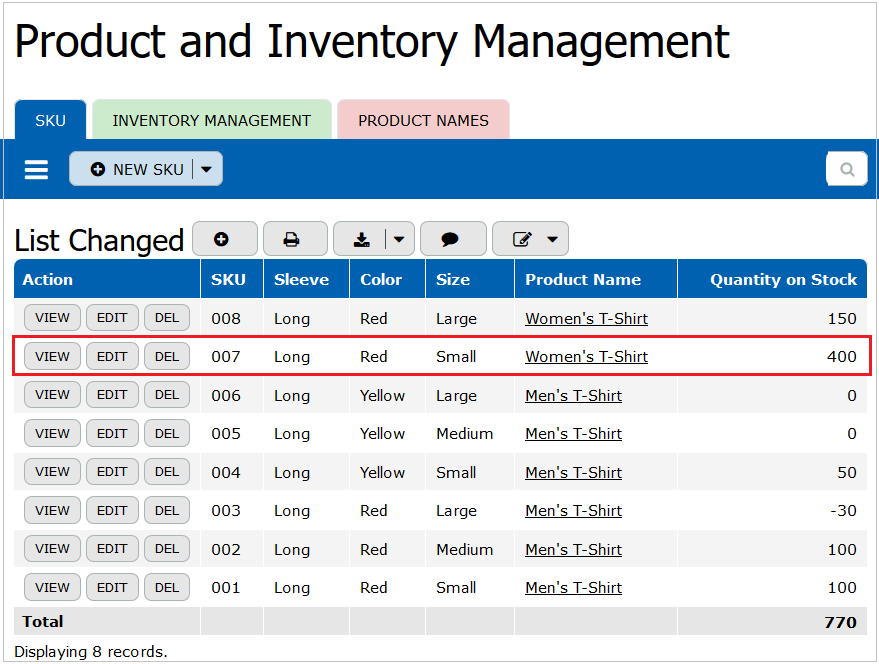 Product and Inventory Management
SKU INVENTORY MANAGEMENT PRODUCT NAMES
NEW SKU
List Changed
Action SKU Sleeve Color Size Product Name Quantity on Stock
VIEW EDIT DEL 008 Long Red Large Women's T-Shirt 150
VIEW EDIT DEL 007 Long Red Small Women's T-Shirt 400
VIEW EDIT DEL 006 Long Yellow Large Men's T-Shirt 0
VIEW EDIT DEL 005 Long Yellow Medium Men's T-Shirt 0
VIEW EDIT DEL 004 Long Yellow Small Men's T-Shirt 50
VIEW EDIT DEL 003 Long Red Large Men's T-Shirt -30
VIEW EDIT DEL 002 Long Red Medium Men's T-Shirt 100
VIEW EDIT DEL 001 Long Red Small Men's T-Shirt 100
Total 770
Displaying 8 records.